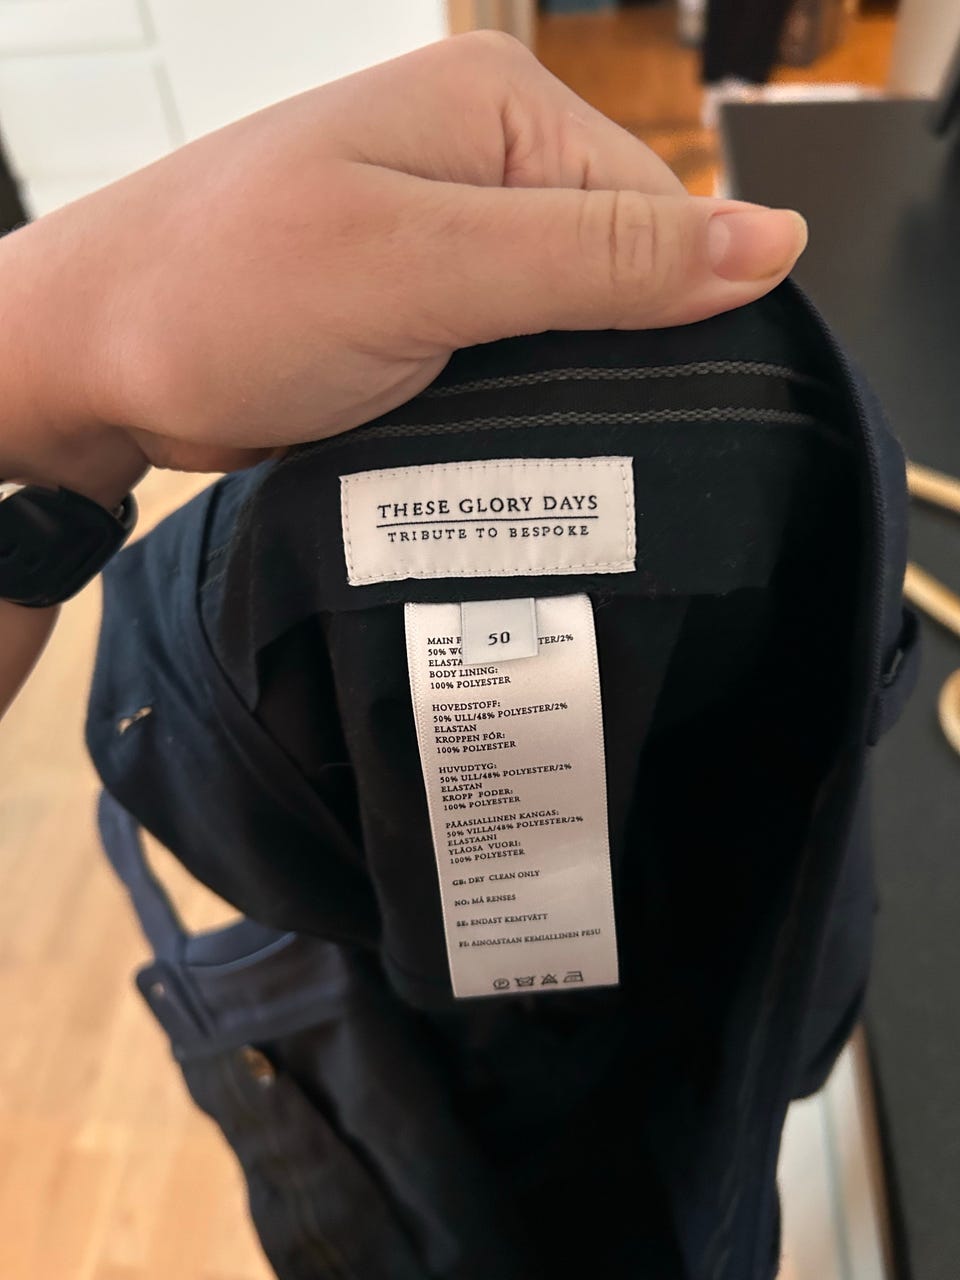 THESE GLORY DAYS
TRIBUTE TO BESPOKE
50
MAIN F TER/2%
50% WO
ELASTA
BODY LINING:
100% POLYESTER
HOVEDSTOFF:
50% ULL/48% POLYESTER/2%
ELASTAN
KROPPEN FÓR:
100% POLYESTER
HUVUDTYG:
50% ULL/48% POLYESTER/2%
ELASTAN
KROPP FODER:
100% POLYESTER
PÄÄASIALLINEN KANGAS:
50% VILLA/48% POLYESTER/2%
ELASTAANI
YLÄOSA VUORI:
100% POLYESTER
GB: DRY CLEAN ONLY
NO: MÅ RENSES
SE: ENDAST KEMTVÄTT
FI: AINOASTAAN KEMIALLINEN PESU
P